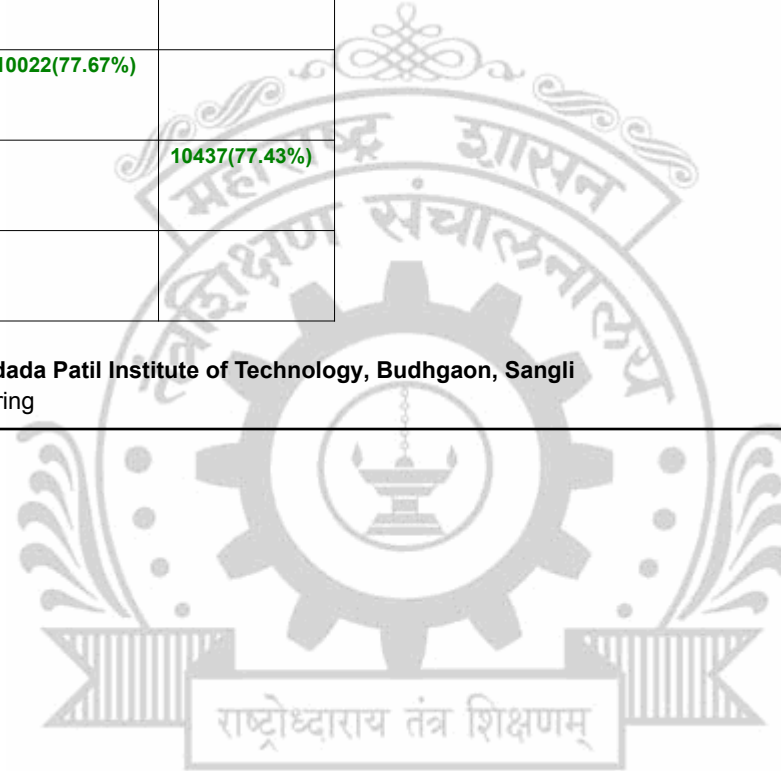 10022(77.67%)
10437(77.43%)
महाराष्ट्र शासन
तंत्रशिक्षण संचालनालय
dada Patil Institute of Technology, Budhgaon, Sangli
ring
राष्ट्रोध्दाराय तंत्र शिक्षणम्